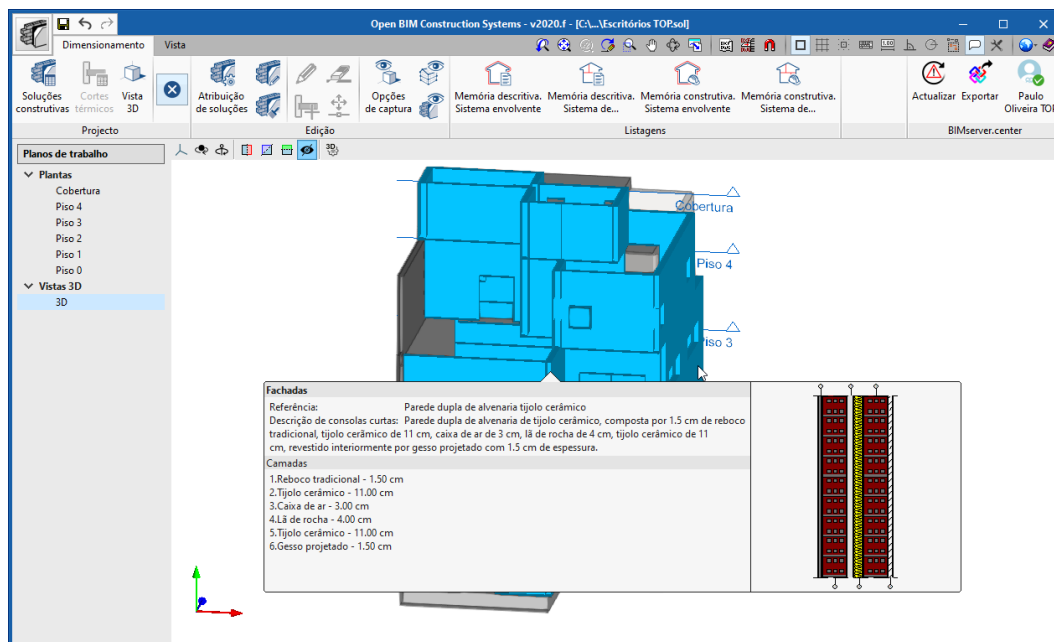 Open BIM Construction Systems - v2020.f - [C:\...\Escritórios TOP.sol]
Dimensionamento
Vista
Soluções construtivas
Cortes térmicos
Vista 3D
Atribuição de soluções
Opções de captura
Memória descritiva. Sistema envolvente
Memória descritiva. Sistema de...
Memória construtiva. Sistema envolvente
Memória construtiva. Sistema de...
Actualizar
Exportar
Paulo Oliveira TOP
Projecto
Edição
Listagens
BIMserver.center
Planos de trabalho
3D
Plantas
Cobertura
Piso 4
Piso 3
Piso 2
Piso 1
Piso 0
Vistas 3D
3D
Cobertura
Piso 4
Piso 3
Fachadas
Referência: Parede dupla de alvenaria tijolo cerâmico
Descrição de consolas curtas: Parede dupla de alvenaria de tijolo cerâmico, composta por 1.5 cm de reboco
tradicional, tijolo cerâmico de 11 cm, caixa de ar de 3 cm, lã de rocha de 4 cm, tijolo cerâmico de 11
cm, revestido interiormente por gesso projetado com 1.5 cm de espessura.
Camadas
1.Reboco tradicional - 1.50 cm
2.Tijolo cerâmico - 11.00 cm
3.Caixa de ar - 3.00 cm
4.Lã de rocha - 4.00 cm
5.Tijolo cerâmico - 11.00 cm
6.Gesso projetado - 1.50 cm